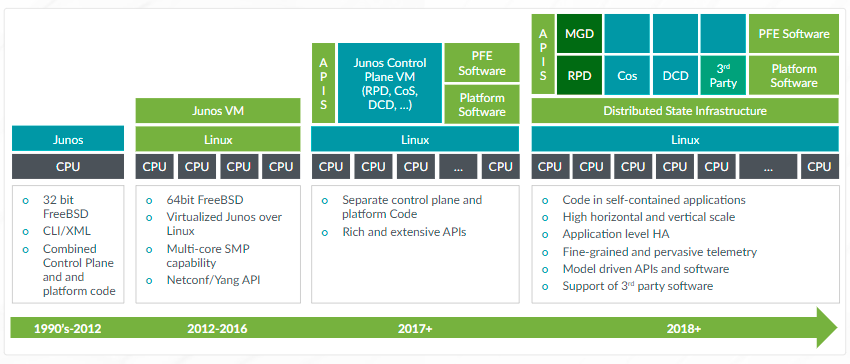 Junos
CPU
32 bit
FreeBSD
CLI/XML
Combined
Control Plane
and and
platform code
1990's-2012
Junos VM
Linux
CPU CPU CPU CPU
64bit FreeBSD
Virtualized Junos over
Linux
Multi-core SMP
capability
Netconf/Yang API
2012-2016
APIS
Junos Control
Plane VM
(RPD, CoS,
DCD, ...)
PFE
Software
Platform
Software
Linux
CPU CPU CPU ... CPU
Separate control plane and
platform Code
Rich and extensive APIs
2017+
APIS
MGD
PFE Software
RPD
Cos
DCD
3rd
Party
Platform
Software
Distributed State Infrastructure
Linux
CPU CPU CPU CPU CPU ... CPU
Code in self-contained applications
High horizontal and vertical scale
Application level HA
Fine-grained and pervasive telemetry
Model driven APIs and software
Support of 3rd party software
2018+